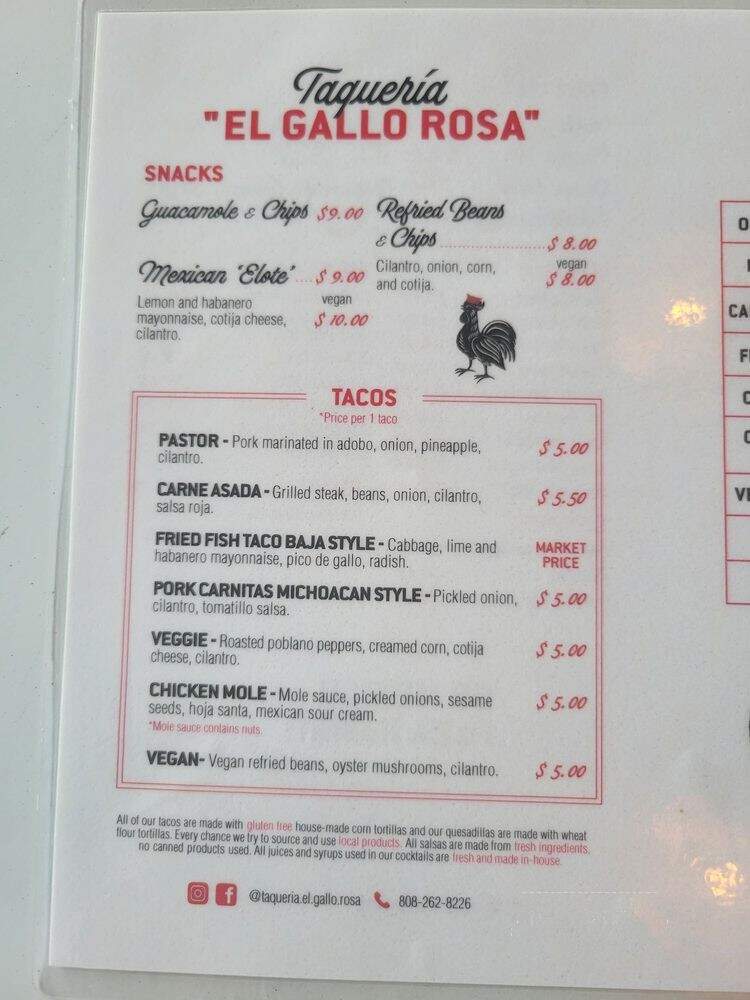 Taquería
"EL GALLO ROSA"
SNACKS
Guacamole & Chips $9.00
Mexican 'Elote' .... $9.00
Lemon and habanero vegan
mayonnaise, cotija cheese, $10.00
cilantro.
Refried Beans
& Chips .................... $8.00
Cilantro, onion, corn, vegan
and cotija. $8.00
TACOS
*Price per 1 taco
PASTOR - Pork marinated in adobo, onion, pineapple, $5.00
cilantro.
CARNE ASADA - Grilled steak, beans, onion, cilantro, $5.50
salsa roja.
FRIED FISH TACO BAJA STYLE - Cabbage, lime and MARKET
habanero mayonnaise, pico de gallo, radish. PRICE
PORK CARNITAS MICHOACAN STYLE - Pickled onion, $5.00
cilantro, tomatillo salsa.
VEGGIE - Roasted poblano peppers, creamed corn, cotija $5.00
cheese, cilantro.
CHICKEN MOLE - Mole sauce, pickled onions, sesame $5.00
seeds, hoja santa, mexican sour cream.
*Mole sauce contains nuts.
VEGAN- Vegan refried beans, oyster mushrooms, cilantro. $5.00
All of our tacos are made with gluten free house-made corn tortillas and our quesadillas are made with wheat
flour tortillas. Every chance we try to source and use local products. All salsas are made from fresh ingredients,
no canned products used. All juices and syrups used in our cocktails are fresh and made in-house.
@taqueria.el.gallo.rosa 808-262-8226